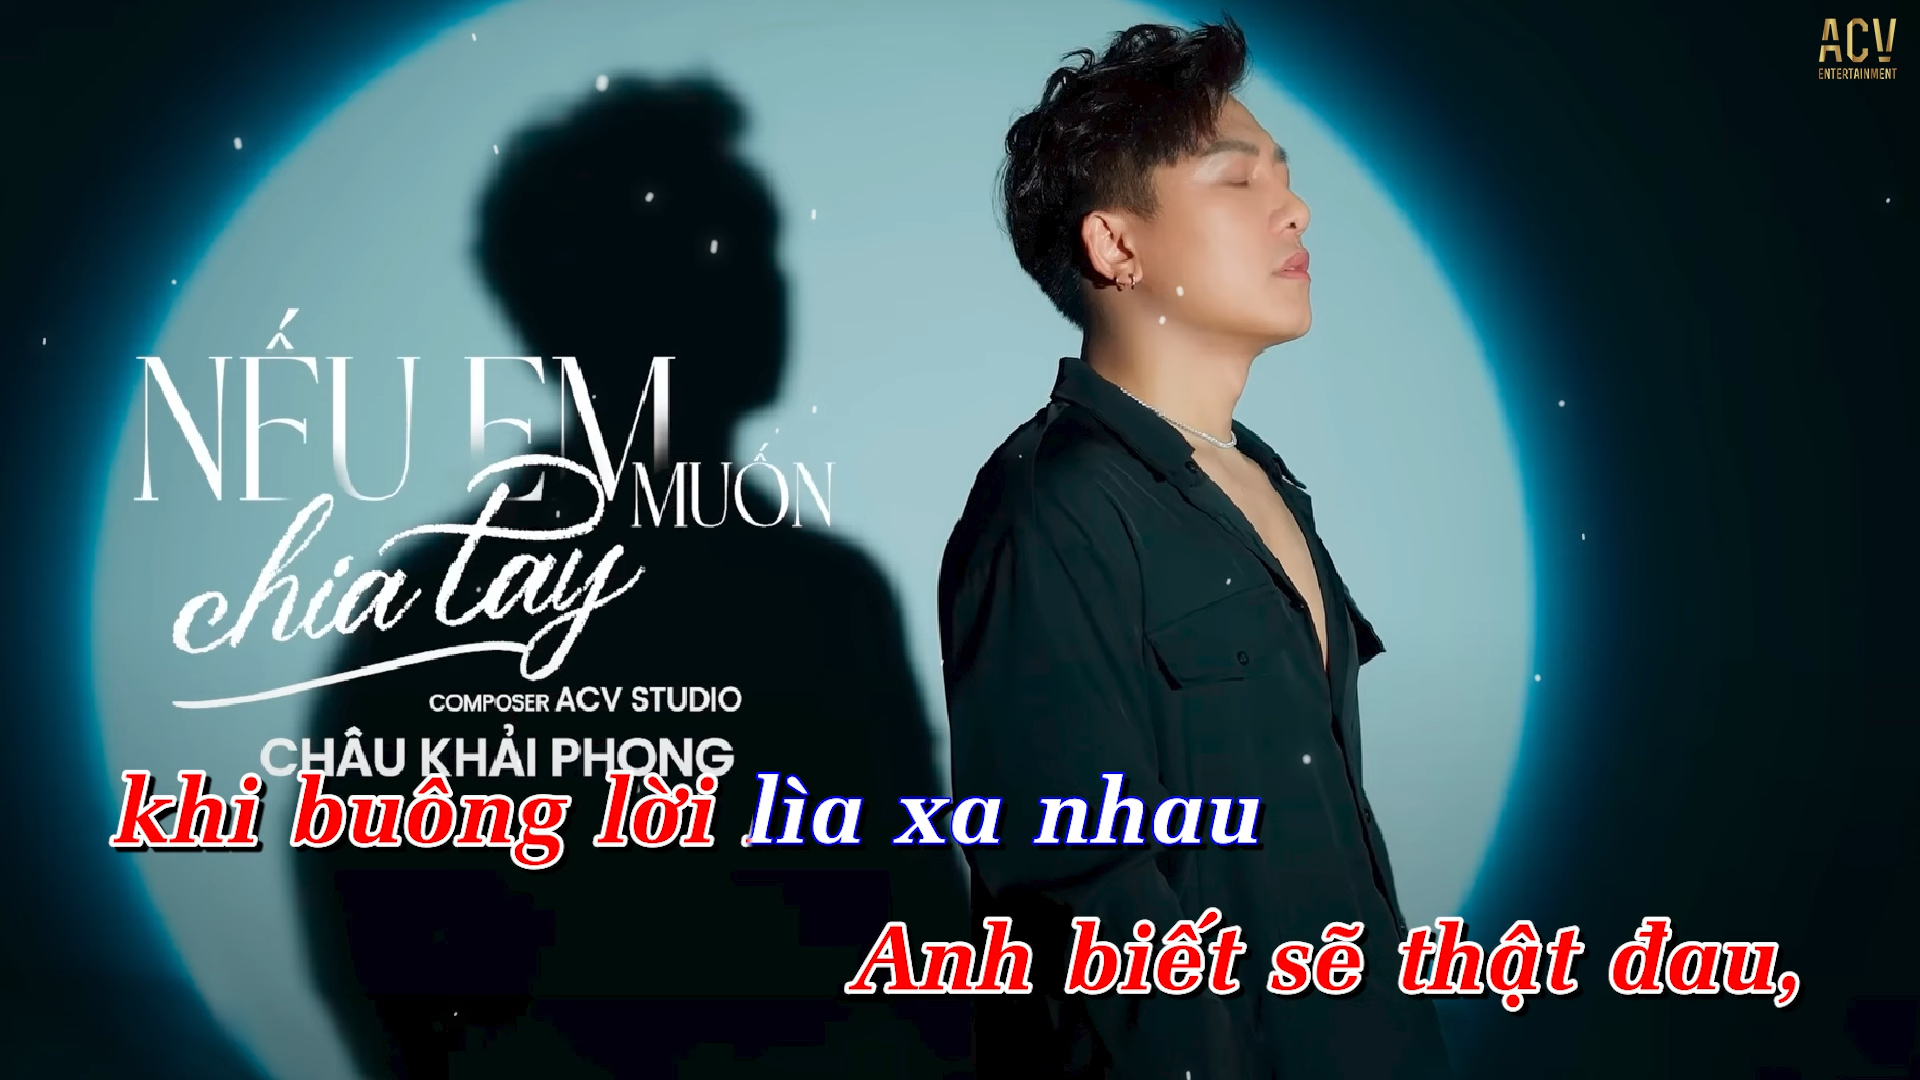 ACV
ENTERTAINMENT
NẾU EM
MUỐN
chia tay
COMPOSER ACV STUDIO
CHÂU KHẢI PHONG
khi buông lời lìa xa nhau
Anh biết sẽ thật đau,